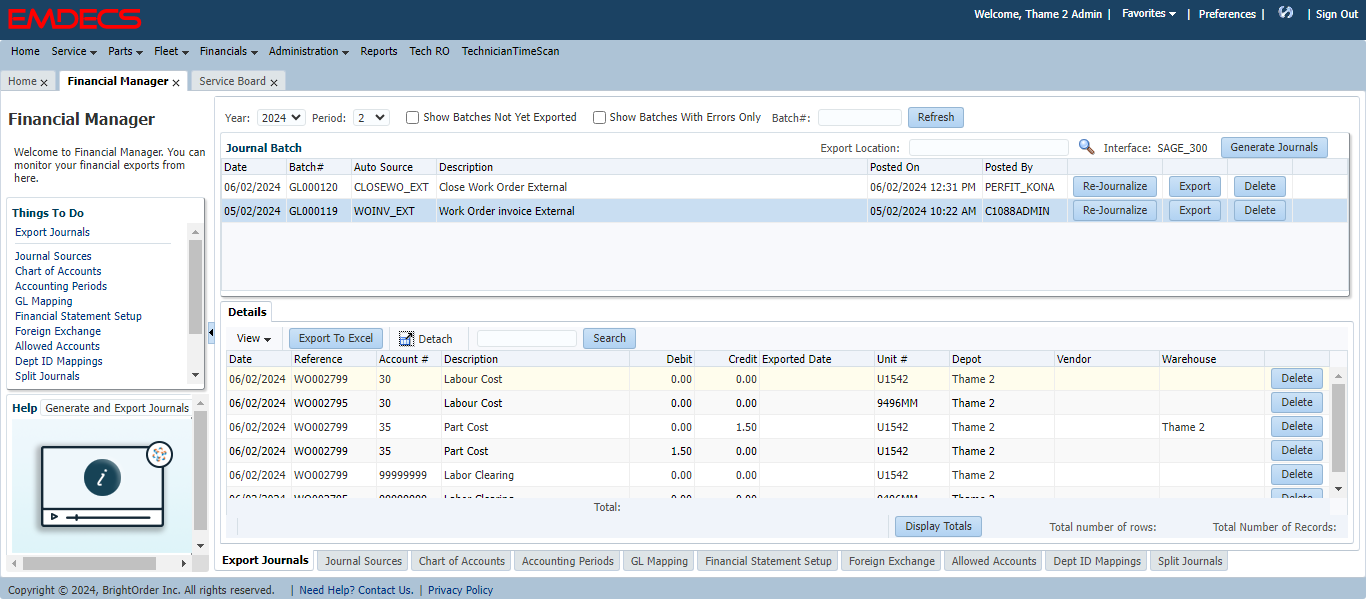 EMDECS
Welcome, Thame 2 Admin | Favorites | Preferences | | Sign Out
Home Service Parts Fleet Financials Administration Reports Tech RO TechnicianTimeScan
Home Financial Manager Service Board
Financial Manager
Welcome to Financial Manager. You can
monitor your financial exports from
here.
Things To Do
Export Journals
Journal Sources
Chart of Accounts
Accounting Periods
GL Mapping
Financial Statement Setup
Foreign Exchange
Allowed Accounts
Dept ID Mappings
Split Journals
Help Generate and Export Journals
i
Year: 2024 Period: 2 Show Batches Not Yet Exported Show Batches With Errors Only Batch#: Refresh
Journal Batch Export Location: Interface: SAGE_300 Generate Journals
Date Batch# Auto Source Description Posted On Posted By
06/02/2024 GL000120 CLOSEWO_EXT Close Work Order External 06/02/2024 12:31 PM PERFIT_KONA Re-Journalize Export Delete
05/02/2024 GL000119 WOINV_EXT Work Order invoice External 05/02/2024 10:22 AM C1088ADMIN Re-Journalize Export Delete
Details
View Export To Excel Detach Search
Date Reference Account # Description Debit Credit Exported Date Unit # Depot Vendor Warehouse
06/02/2024 WO002799 30 Labour Cost 0.00 0.00 U1542 Thame 2 Delete
06/02/2024 WO002795 30 Labour Cost 0.00 0.00 9496MM Thame 2 Delete
06/02/2024 WO002799 35 Part Cost 0.00 1.50 U1542 Thame 2 Thame 2 Delete
06/02/2024 WO002799 35 Part Cost 1.50 0.00 U1542 Thame 2 Delete
06/02/2024 WO002799 99999999 Labor Clearing 0.00 0.00 U1542 Thame 2 Delete
06/02/2024 WO002795 99999999 Labor Clearing 0.00 0.00 9496MM Thame 2 Delete
Total:
Display Totals Total number of rows: Total Number of Records:
Export Journals Journal Sources Chart of Accounts Accounting Periods GL Mapping Financial Statement Setup Foreign Exchange Allowed Accounts Dept ID Mappings Split Journals
Copyright © 2024, BrightOrder Inc. All rights reserved. | Need Help? Contact Us. | Privacy Policy